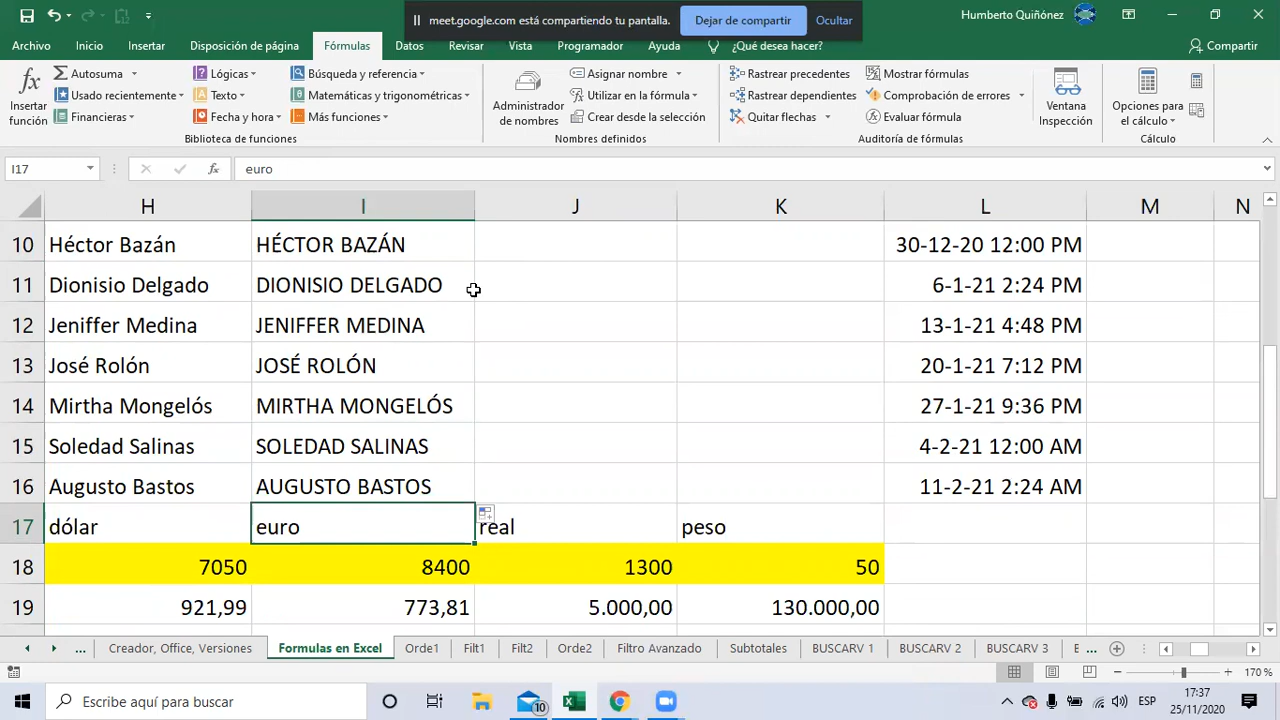 meet.google.com está compartiendo tu pantalla. Dejar de compartir Ocultar
Humberto Quiñónez
Archivo Inicio Insertar Disposición de página Fórmulas Datos Revisar Vista Programador Ayuda ¿Qué desea hacer? Compartir
Insertar función
Autosuma
Usado recientemente
Financieras
Lógicas
Texto
Fecha y hora
Búsqueda y referencia
Matemáticas y trigonométricas
Más funciones
Biblioteca de funciones
Administrador de nombres
Asignar nombre
Utilizar en la fórmula
Crear desde la selección
Nombres definidos
Rastrear precedentes
Rastrear dependientes
Quitar flechas
Mostrar fórmulas
Comprobación de errores
Evaluar fórmula
Auditoría de fórmulas
Ventana Inspección
Opciones para el cálculo
Cálculo
I17 fx euro
H I J K L M N
10 Héctor Bazán HÉCTOR BAZÁN 30-12-20 12:00 PM
11 Dionisio Delgado DIONISIO DELGADO 6-1-21 2:24 PM
12 Jeniffer Medina JENIFFER MEDINA 13-1-21 4:48 PM
13 José Rolón JOSÉ ROLÓN 20-1-21 7:12 PM
14 Mirtha Mongelós MIRTHA MONGELÓS 27-1-21 9:36 PM
15 Soledad Salinas SOLEDAD SALINAS 4-2-21 12:00 AM
16 Augusto Bastos AUGUSTO BASTOS 11-2-21 2:24 AM
17 dólar euro real peso
18 7050 8400 1300 50
19 921,99 773,81 5.000,00 130.000,00
... Creador, Office, Versiones Formulas en Excel Orde1 Filt1 Filt2 Orde2 Filtro Avanzado Subtotales BUSCARV 1 BUSCARV 2 BUSCARV 3 E ...
170 %
Escribe aquí para buscar 10 ESP 17:37
25/11/2020